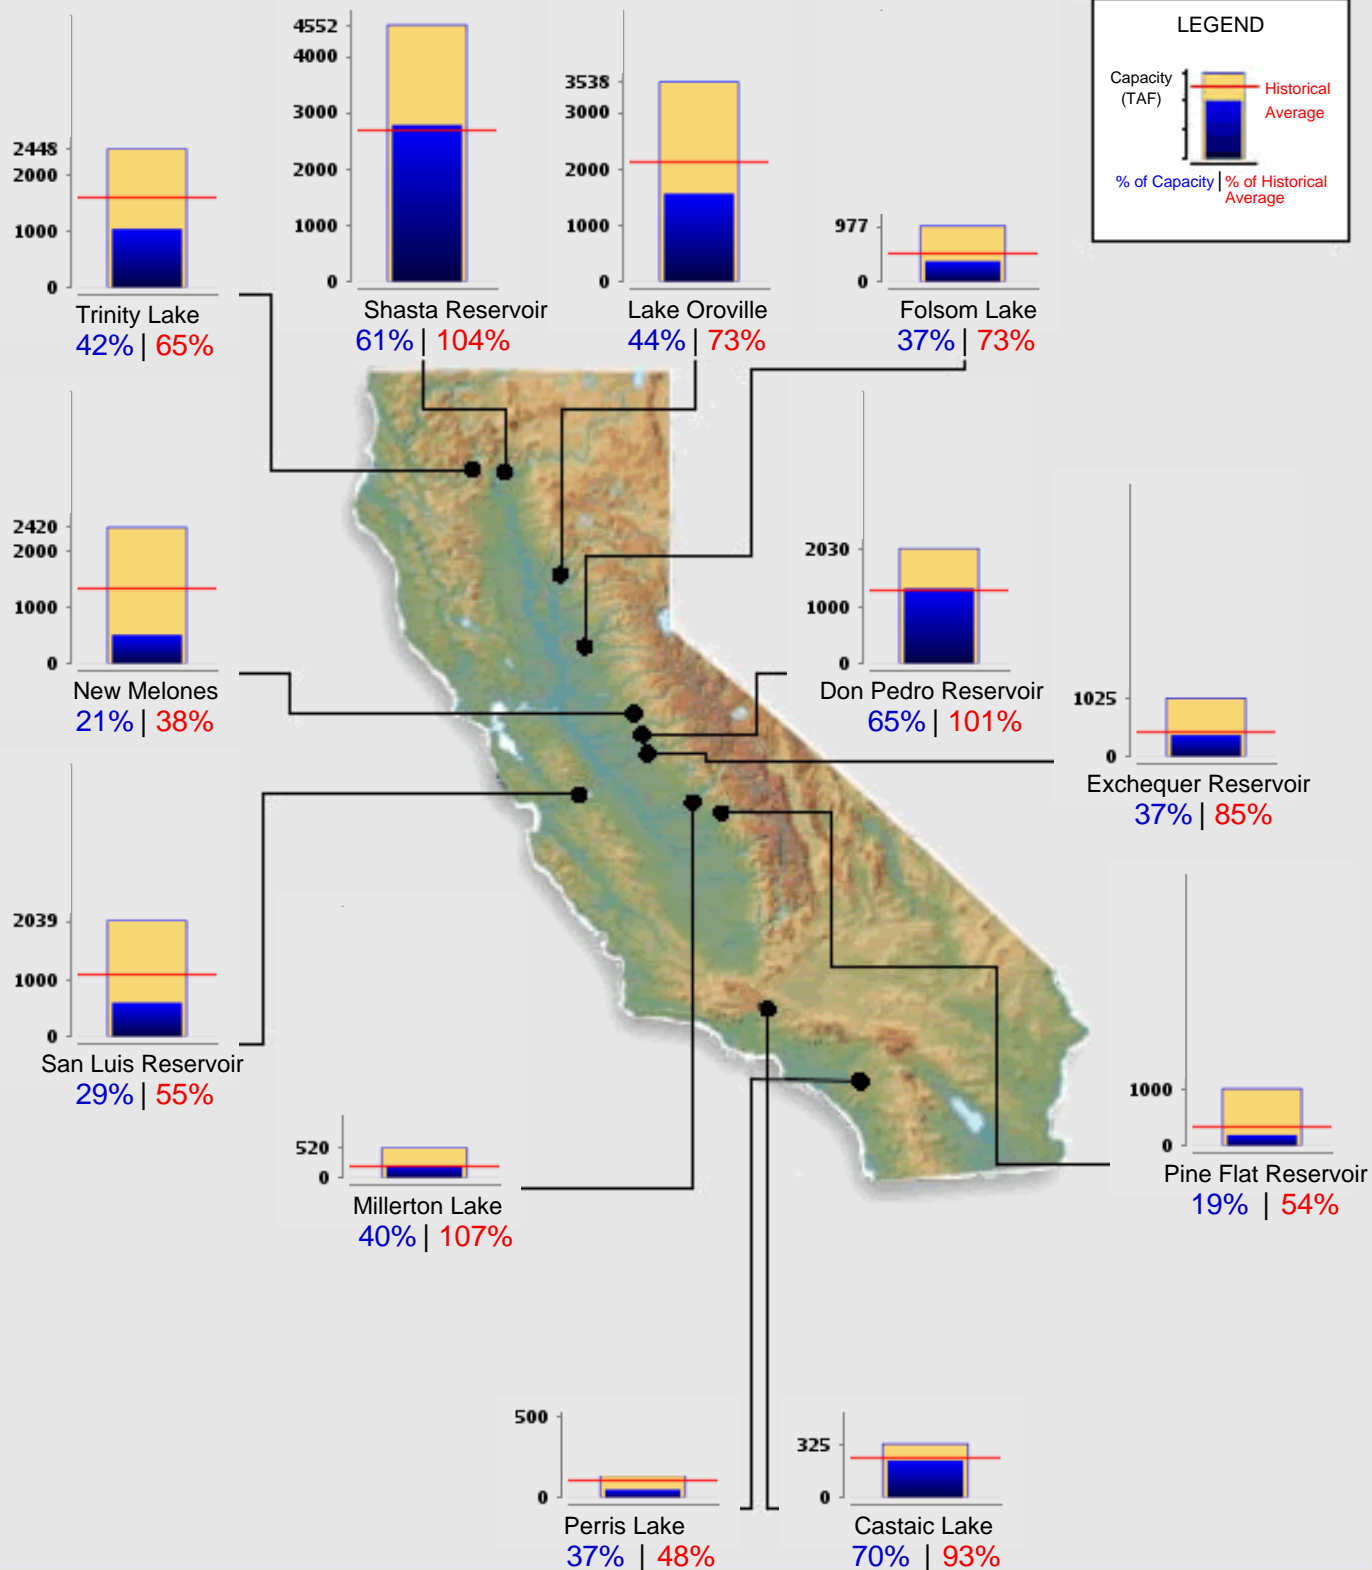 LEGEND
Capacity
(TAF)
Historical
Average
% of Capacity | % of Historical
Average
2448
2000
1000
0
Trinity Lake
42% | 65%
4552
4000
3000
2000
1000
0
Shasta Reservoir
61% | 104%
3538
3000
2000
1000
0
Lake Oroville
44% | 73%
977
0
Folsom Lake
37% | 73%
2420
2000
1000
0
New Melones
21% | 38%
2030
1000
0
Don Pedro Reservoir
65% | 101%
1025
0
Exchequer Reservoir
37% | 85%
2039
1000
0
San Luis Reservoir
29% | 55%
520
0
Millerton Lake
40% | 107%
1000
0
Pine Flat Reservoir
19% | 54%
500
0
Perris Lake
37% | 48%
325
0
Castaic Lake
70% | 93%